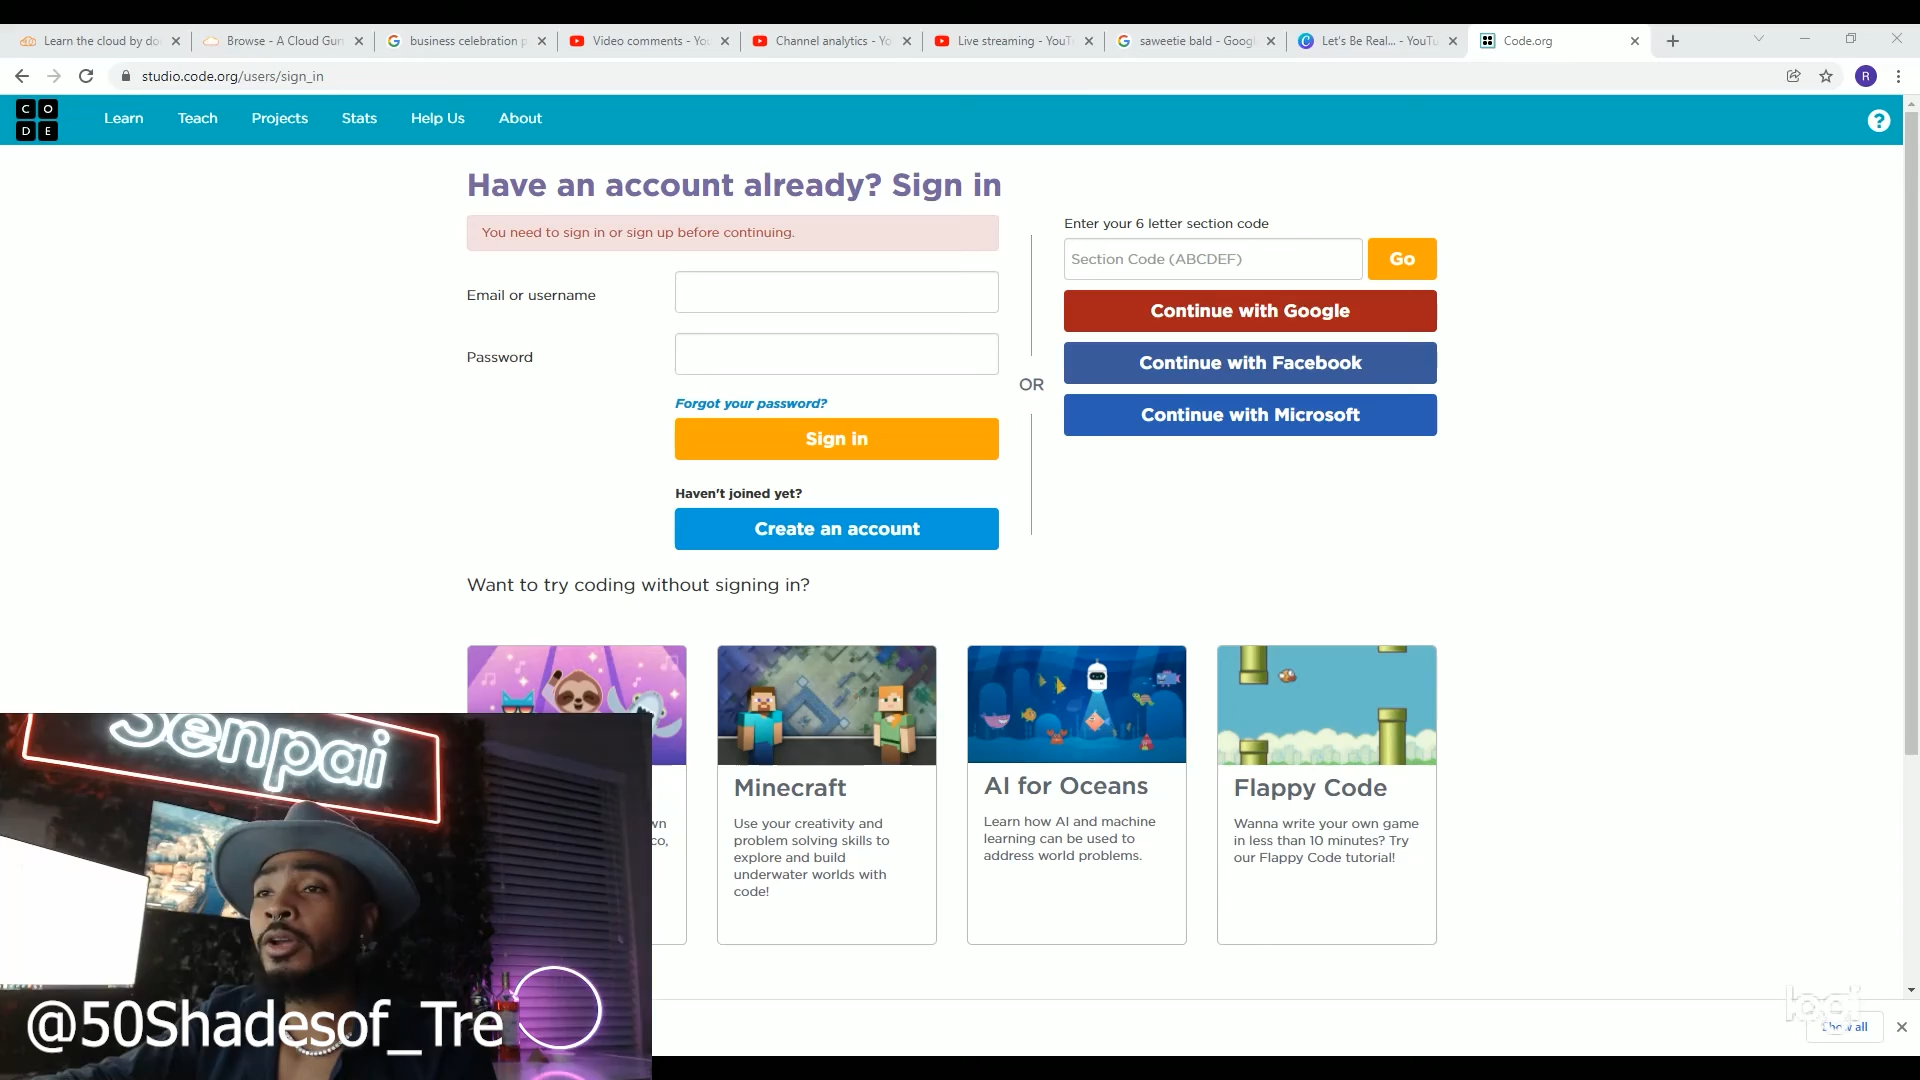 Learn the cloud by do
Browse - A Cloud Gur
business celebration p
Video comments - You
Channel analytics - Yo
Live streaming - YouT
saweetie bald - Googl
Let's Be Real... - YouTu
Code.org
studio.code.org/users/sign_in
R
C O
D E
Learn
Teach
Projects
Stats
Help Us
About
?
Have an account already? Sign in
You need to sign in or sign up before continuing.
Email or username
Password
Forgot your password?
Sign in
Haven't joined yet?
Create an account
OR
Enter your 6 letter section code
Section Code (ABCDEF)
Go
Continue with Google
Continue with Facebook
Continue with Microsoft
Want to try coding without signing in?
wn
co,
Minecraft
Use your creativity and
problem solving skills to
explore and build
underwater worlds with
code!
AI for Oceans
Learn how AI and machine
learning can be used to
address world problems.
Flappy Code
Wanna write your own game
in less than 10 minutes? Try
our Flappy Code tutorial!
Senpai
@50Shadesof_Tre
logi
Show all